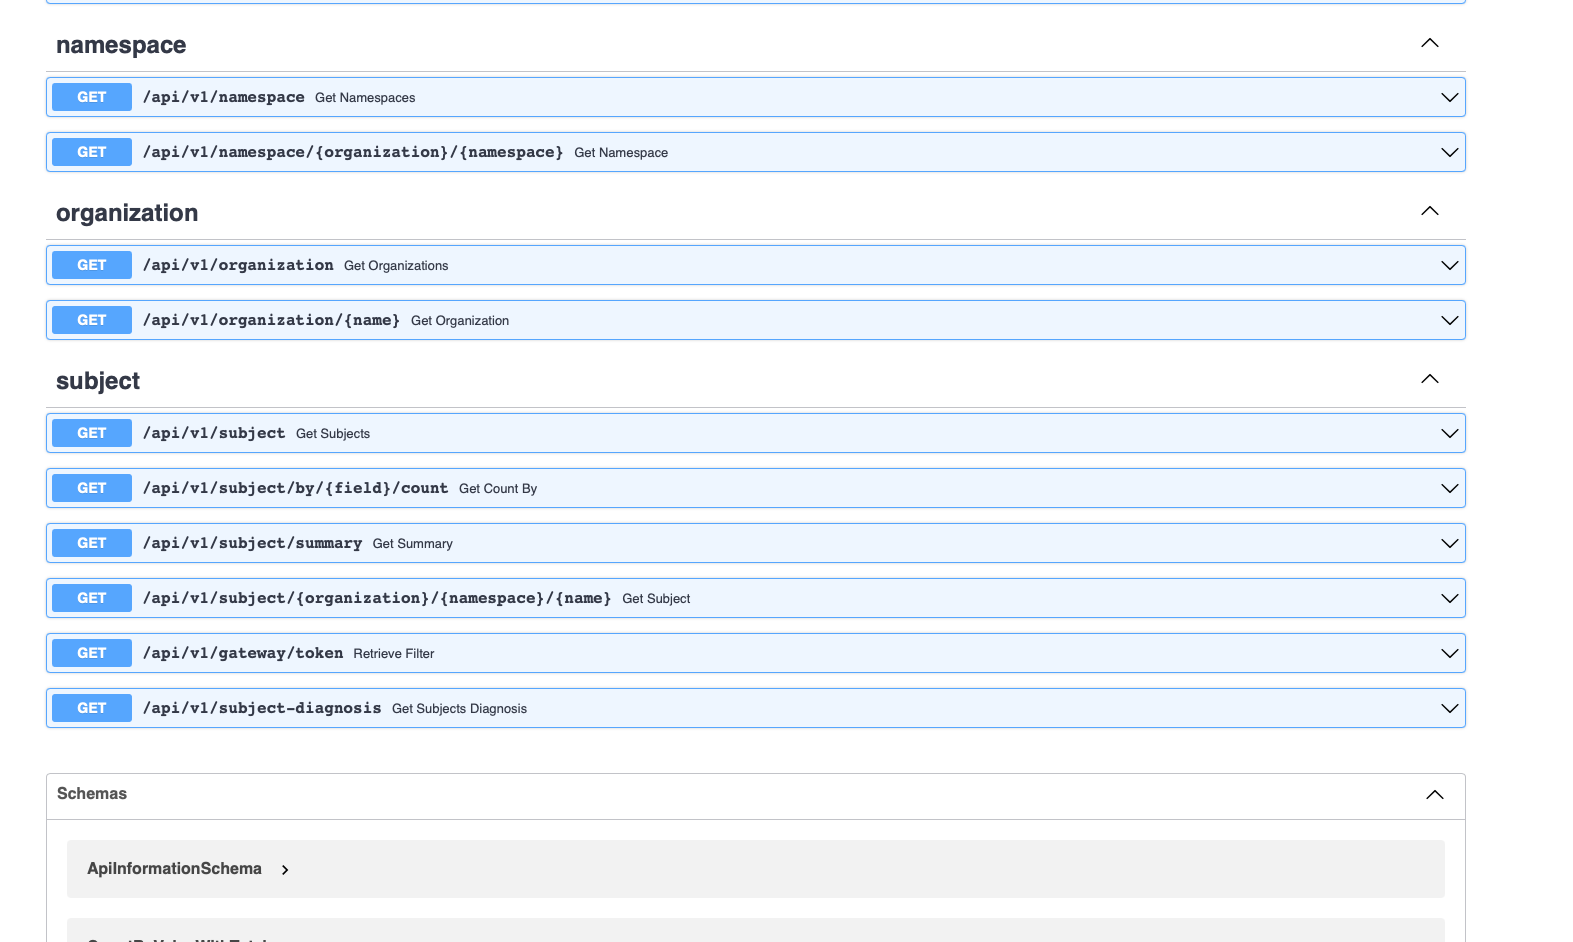 namespace
GET /api/v1/namespace Get Namespaces
GET /api/v1/namespace/{organization}/{namespace} Get Namespace
organization
GET /api/v1/organization Get Organizations
GET /api/v1/organization/{name} Get Organization
subject
GET /api/v1/subject Get Subjects
GET /api/v1/subject/by/{field}/count Get Count By
GET /api/v1/subject/summary Get Summary
GET /api/v1/subject/{organization}/{namespace}/{name} Get Subject
GET /api/v1/gateway/token Retrieve Filter
GET /api/v1/subject-diagnosis Get Subjects Diagnosis
Schemas
ApiInformationSchema